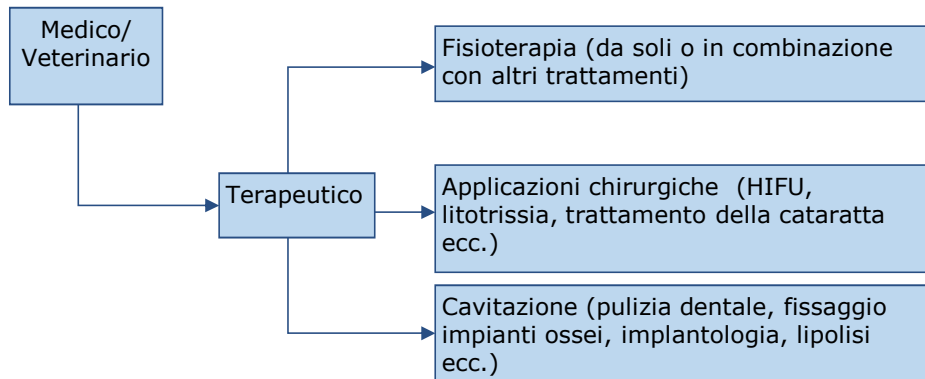 Medico/
Veterinario
Fisioterapia (da soli o in combinazione
con altri trattamenti)
Terapeutico
Applicazioni chirurgiche  (HIFU,
litotrissia, trattamento della cataratta
ecc.)
Cavitazione (pulizia dentale, fissaggio
impianti ossei, implantologia, lipolisi
ecc.)